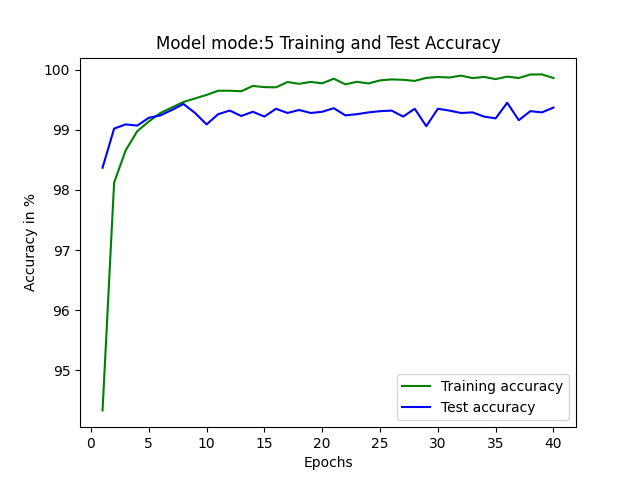 Model mode:5 Training and Test Accuracy
100
99
98
97
96
95
Accuracy in %
Training accuracy
Test accuracy
0 5 10 15 20 25 30 35 40
Epochs